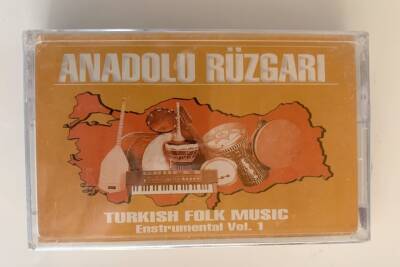 ANADOLU RÜZGARI
TURKISH FOLK MUSIC
Enstrumental Vol. 1